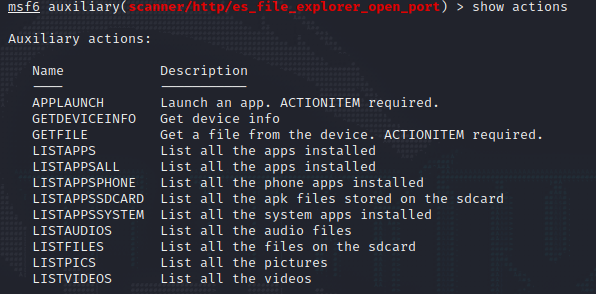 msf6 auxiliary(scanner/http/es_file_explorer_open_port) > show actions
Auxiliary actions:
Name Description
---- -----------
APPLAUNCH Launch an app. ACTIONITEM required.
GETDEVICEINFO Get device info
GETFILE Get a file from the device. ACTIONITEM required.
LISTAPPS List all the apps installed
LISTAPPSALL List all the apps installed
LISTAPPSPHONE List all the phone apps installed
LISTAPPSSDCARD List all the apk files stored on the sdcard
LISTAPPSSYSTEM List all the system apps installed
LISTAUDIOS List all the audio files
LISTFILES List all the files on the sdcard
LISTPICS List all the pictures
LISTVIDEOS List all the videos